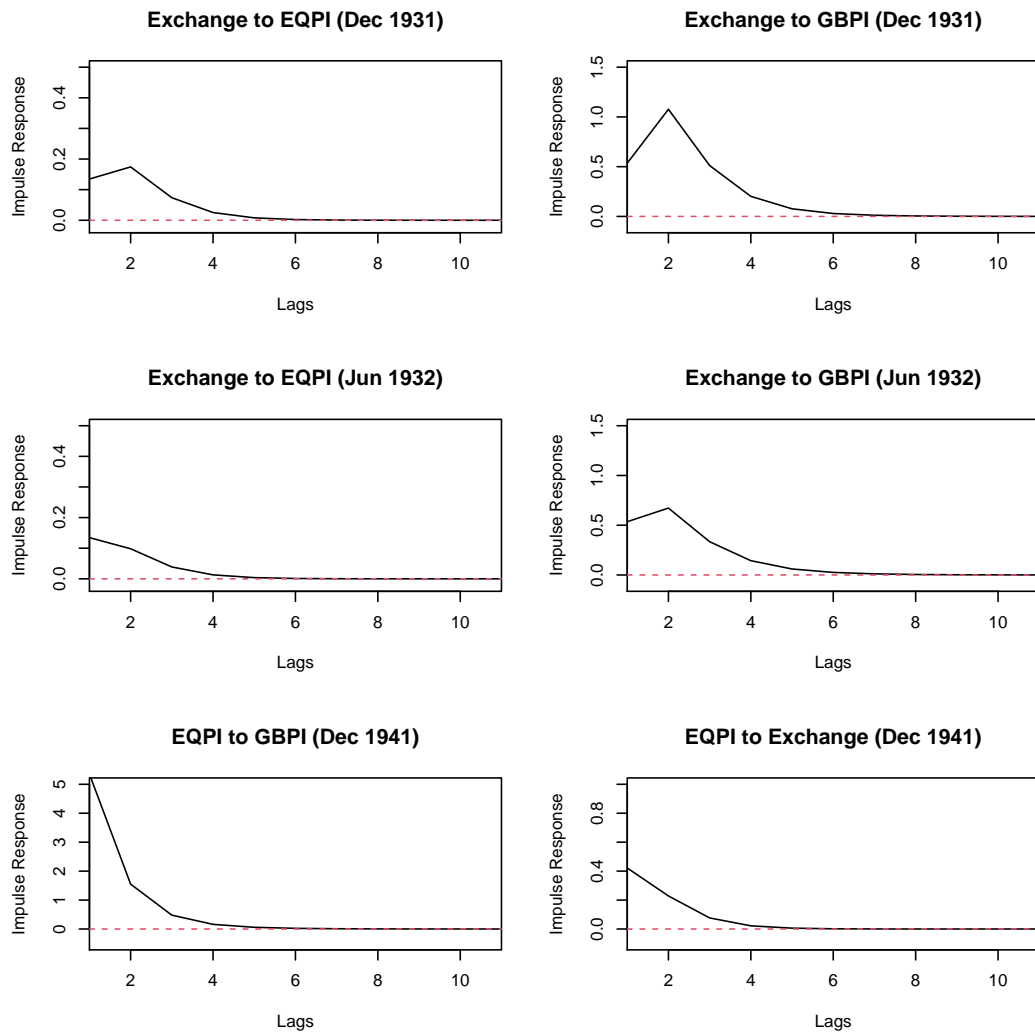 Exchange to EQPI (Dec 1931)
Impulse Response
0.4
0.2
0.0
2 4 6 8 10
Lags
Exchange to GBPI (Dec 1931)
Impulse Response
1.5
1.0
0.5
0.0
2 4 6 8 10
Lags
Exchange to EQPI (Jun 1932)
Impulse Response
0.4
0.2
0.0
2 4 6 8 10
Lags
Exchange to GBPI (Jun 1932)
Impulse Response
1.5
1.0
0.5
0.0
2 4 6 8 10
Lags
EQPI to GBPI (Dec 1941)
Impulse Response
5
4
3
2
1
0
2 4 6 8 10
Lags
EQPI to Exchange (Dec 1941)
Impulse Response
0.8
0.4
0.0
2 4 6 8 10
Lags